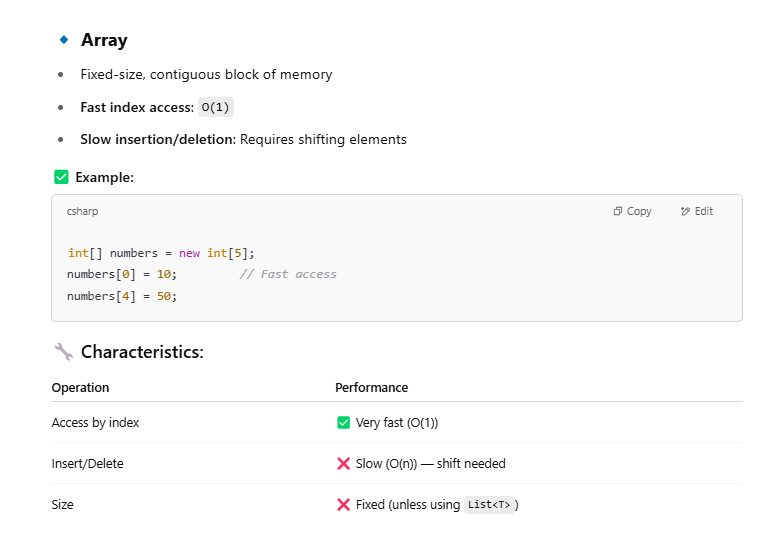 Array
Fixed-size, contiguous block of memory
Fast index access: O(1)
Slow insertion/deletion: Requires shifting elements
Example:
csharp Copy Edit
int[] numbers = new int[5];
numbers[0] = 10; // Fast access
numbers[4] = 50;
Characteristics:
Operation Performance
Access by index Very fast (O(1))
Insert/Delete Slow (O(n)) — shift needed
Size Fixed (unless using List<T>)